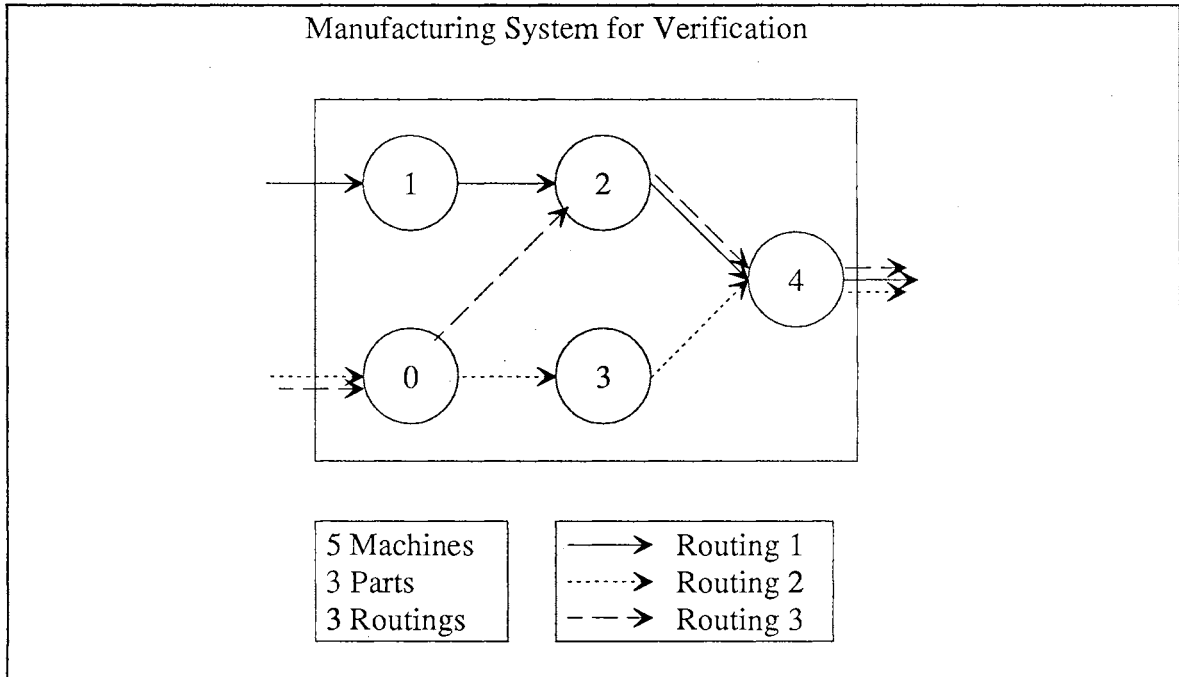 Manufacturing System for Verification
1
2
4
0
3
5 Machines
3 Parts
3 Routings
Routing 1
Routing 2
Routing 3